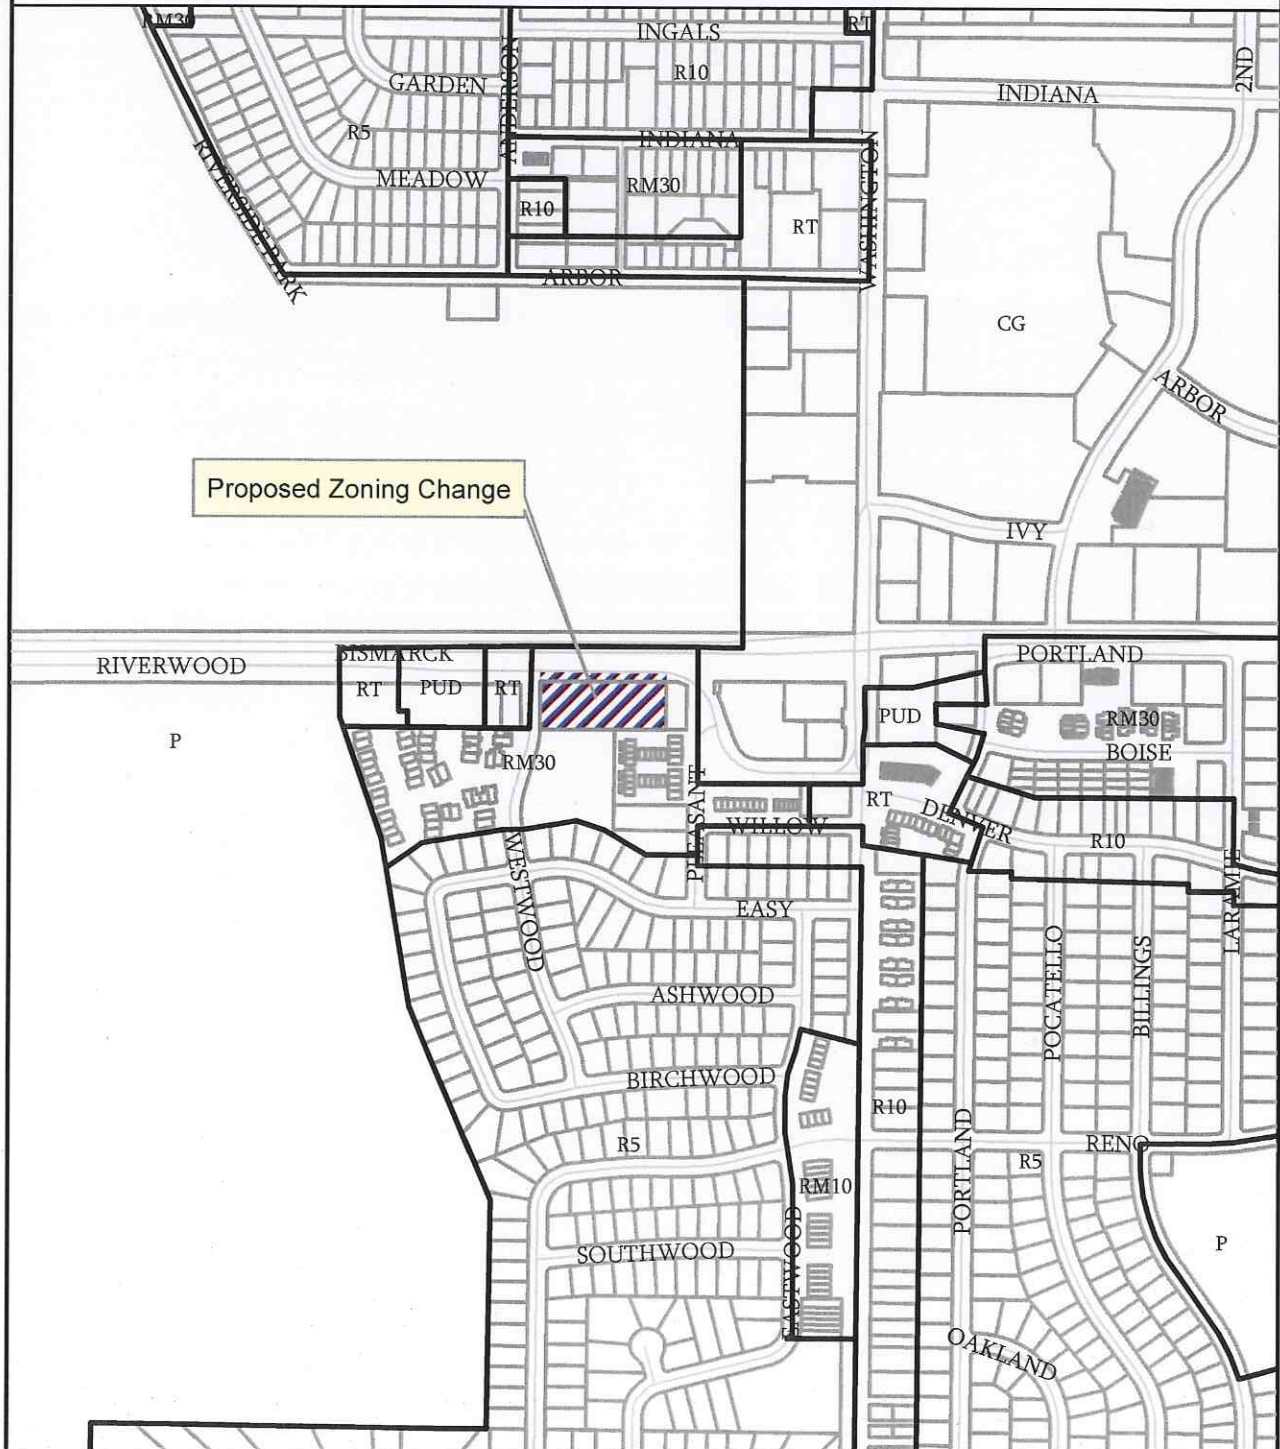 RM30
RT
INGALS
GARDEN
ANDERSON
R10
2ND
INDIANA
R5
INDIANA
RIVERSIDE PARK
MEADOW
RM30
WASHINGTON
R10
RT
ARBOR
CG
ARBOR
Proposed Zoning Change
IVY
BISMARCK
PORTLAND
RIVERWOOD
RT
PUD
RT
PUD
RM30
P
RM30
BOISE
PLEASANT
RT
DENVER
WILLOW
R10
WESTWOOD
LARAMIE
EASY
POCATELLO
BILLINGS
ASHWOOD
BIRCHWOOD
R10
PORTLAND
R5
RENO
R5
RM10
EASTWOOD
SOUTHWOOD
P
OAKLAND